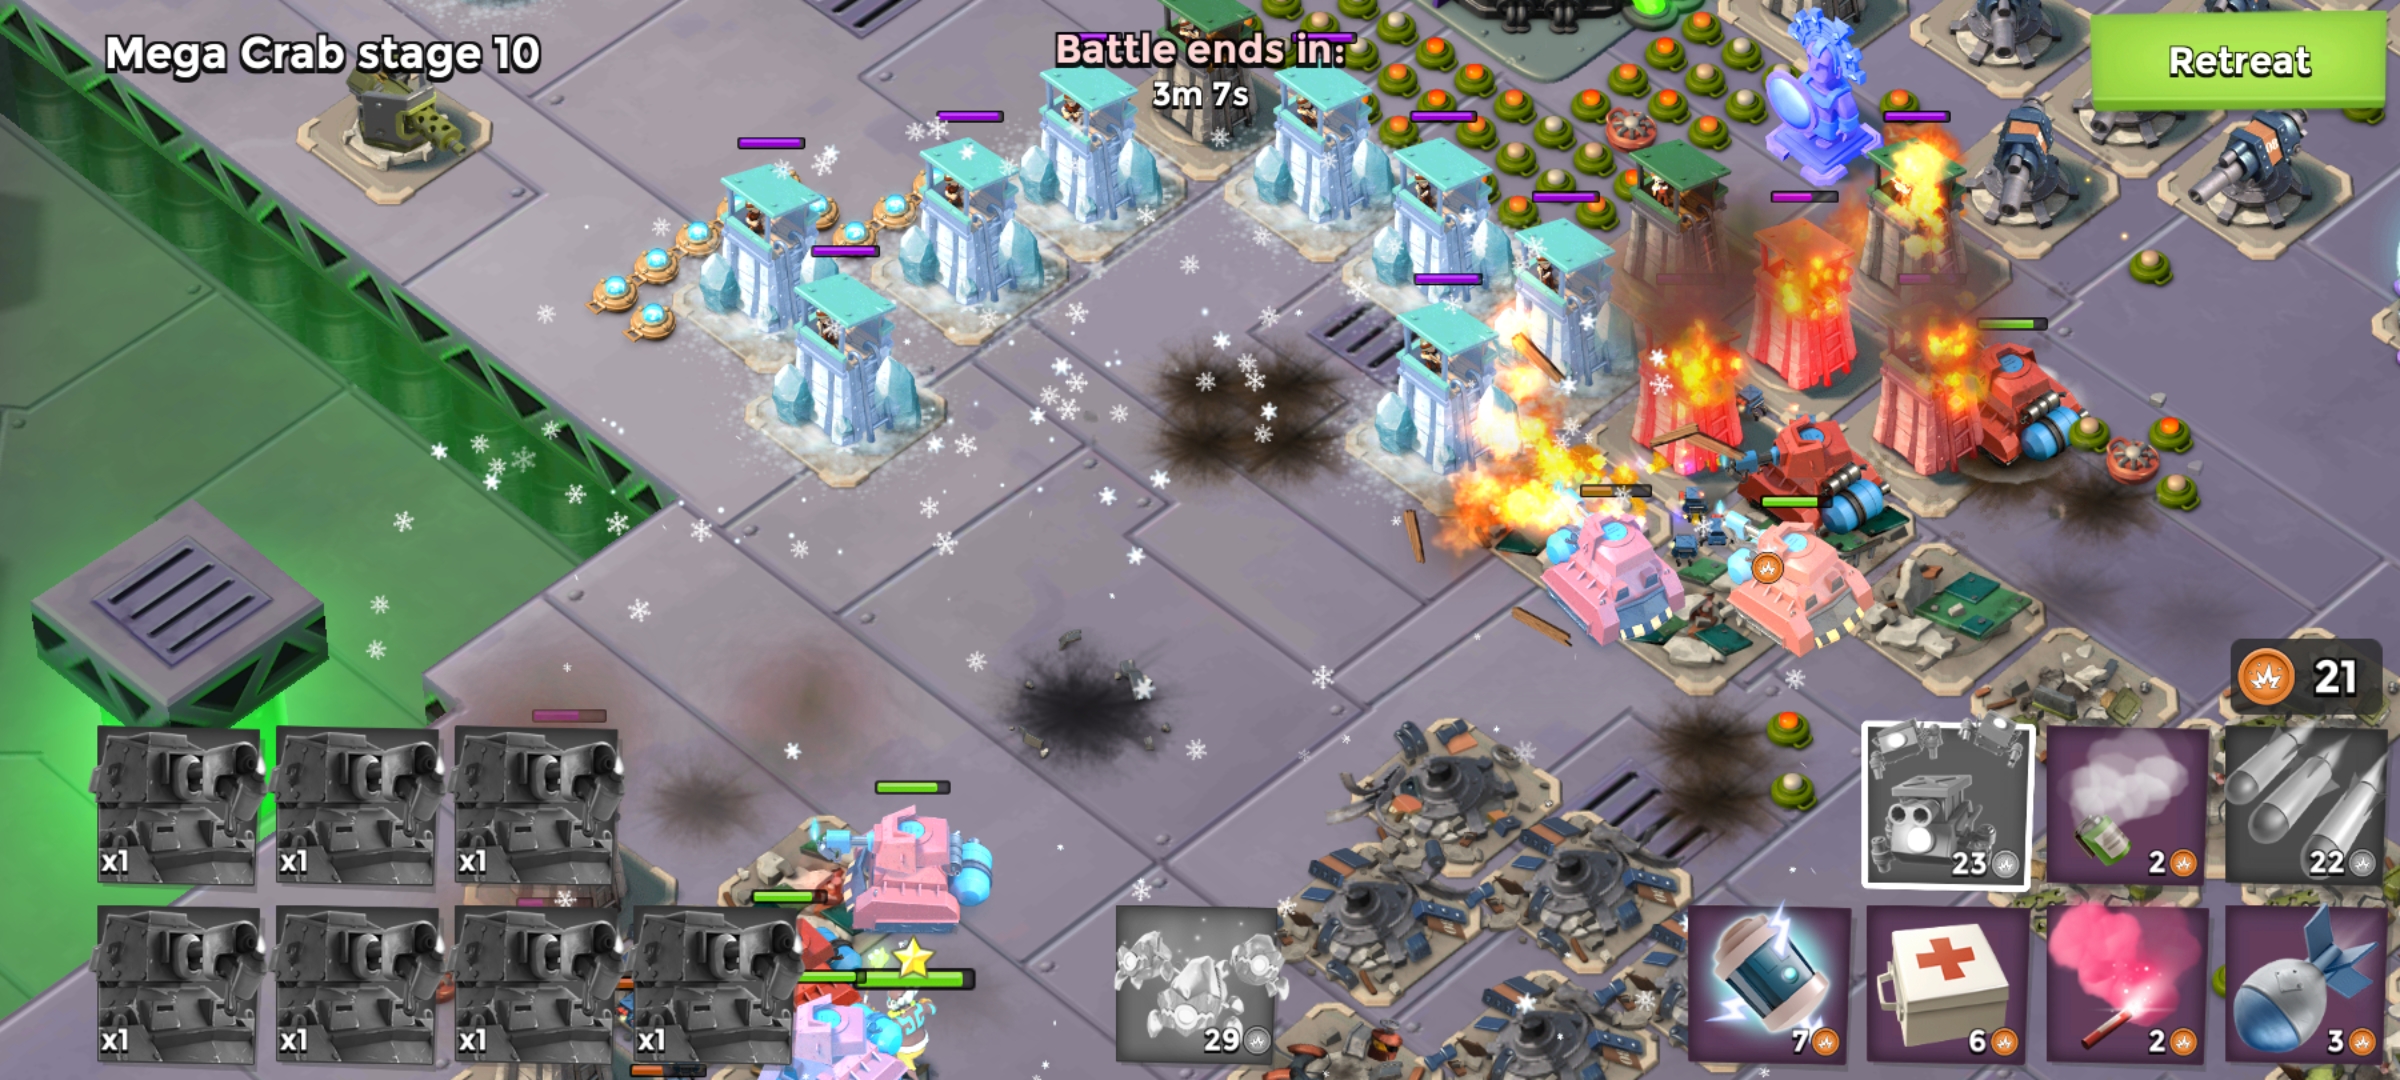 Mega Crab stage 10
Battle ends in:
3m 7s
Retreat
21
x1
x1
x1
23
2
22
x1
x1
x1
x1
29
7
6
2
3